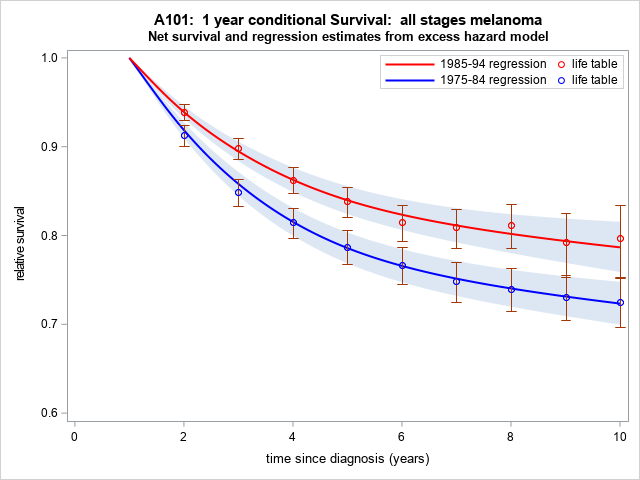 A101:  1 year conditional Survival:  all stages melanoma
Net survival and regression estimates from excess hazard model
1985-94 regression life table
1975-84 regression life table
1.0
0.9
0.8
0.7
0.6
relative survival
0 2 4 6 8 10
time since diagnosis (years)